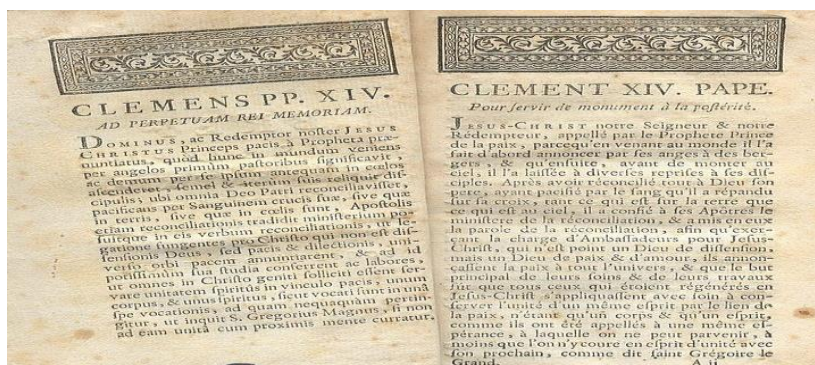 CLEMENS PP. XIV.
AD PERPETUAM REI MEMORIAM.
DOMINUS, ac Redemptor noſter JESUS
CHRISTUS Princeps pacis à Propheta præ-
nuntiatus, quòd hunc in mundum veniens
per angelos primùm paſtoribus ſignificavit,
ac demum per ſe ipſum antequam in cœlos
aſcenderet, ſemel & iterum ſuis reliquit diſ-
cipulis; ubi omnia Deo Patri reconciliaviſſet,
pacificans per Sanguinem crucis ſuæ, ſive quæ
in terris, ſive quæ in cœlis ſunt, Apoſtolis
etiam reconciliationis tradidit miniſterium po-
ſuitque in eis verbum reconciliationis, ut le-
gatione fungentes pro Chriſto qui non eſt diſ-
ſenſionis Deus, ſed pacis & dilectionis, uni-
verſo orbi pacem annuntiarent, & ad id
potiſſimùm ſua ſtudia conferrent ac labores,
ut omnes in Chriſto geniti ſolliciti eſſent ſer-
vare unitatem ſpiritûs in vinculo pacis, unum
corpus, & unus ſpiritus, ſicut vocati ſunt in unâ
ſpe vocationis, ad quam nequaquàm pertin-
gitur, ut inquit S. Gregorius Magnus, ſi non
ad eam unitâ cum proximis mente curratur.
CLEMENT XIV. PAPE.
Pour ſervir de monument à la poſtérité.
JESUS-CHRIST notre Seigneur & notre
Rédempteur, appellé par le Prophete Prince
de la paix, parcequ'en venant au monde il l'a
fait d'abord annoncer par ſes anges à des ber-
gers, & qu'enſuite, avant de monter au
ciel, il l'a laiſſée à diverſes repriſes à ſes diſ-
ciples. Après avoir réconcilié tout à Dieu ſon
pere, ayant pacifié par le ſang qu'il a répandu
ſur ſa croix, tant ce qui eſt ſur la terre que
ce qui eſt au ciel, il a confié à ſes Apôtres le
miniſtere de la réconciliation, & a mis en eux
la parole de la réconciliation, afin qu'exer-
çant la charge d'Ambaſſadeurs pour Jeſus-
Chriſt, qui n'eſt point un Dieu de diſſenſion,
mais un Dieu de paix & d'amour, ils annon-
çaſſent la paix à tout l'univers, & que le but
principal de leurs ſoins & de leurs travaux
fût que tous ceux qui étoient régénérés en
Jeſus-Chriſt s'appliquaſſent avec ſoin à con-
ſerver l'unité d'un même eſprit par le lien de
la paix, n'étant qu'un corps & qu'un eſprit,
comme ils ont été appellés à une même eſ-
pérance, à laquelle on ne peut parvenir, à
moins que l'on n'y coure en eſprit d'unité avec
ſon prochain, comme dit ſaint Grégoire le
Grand. A ij